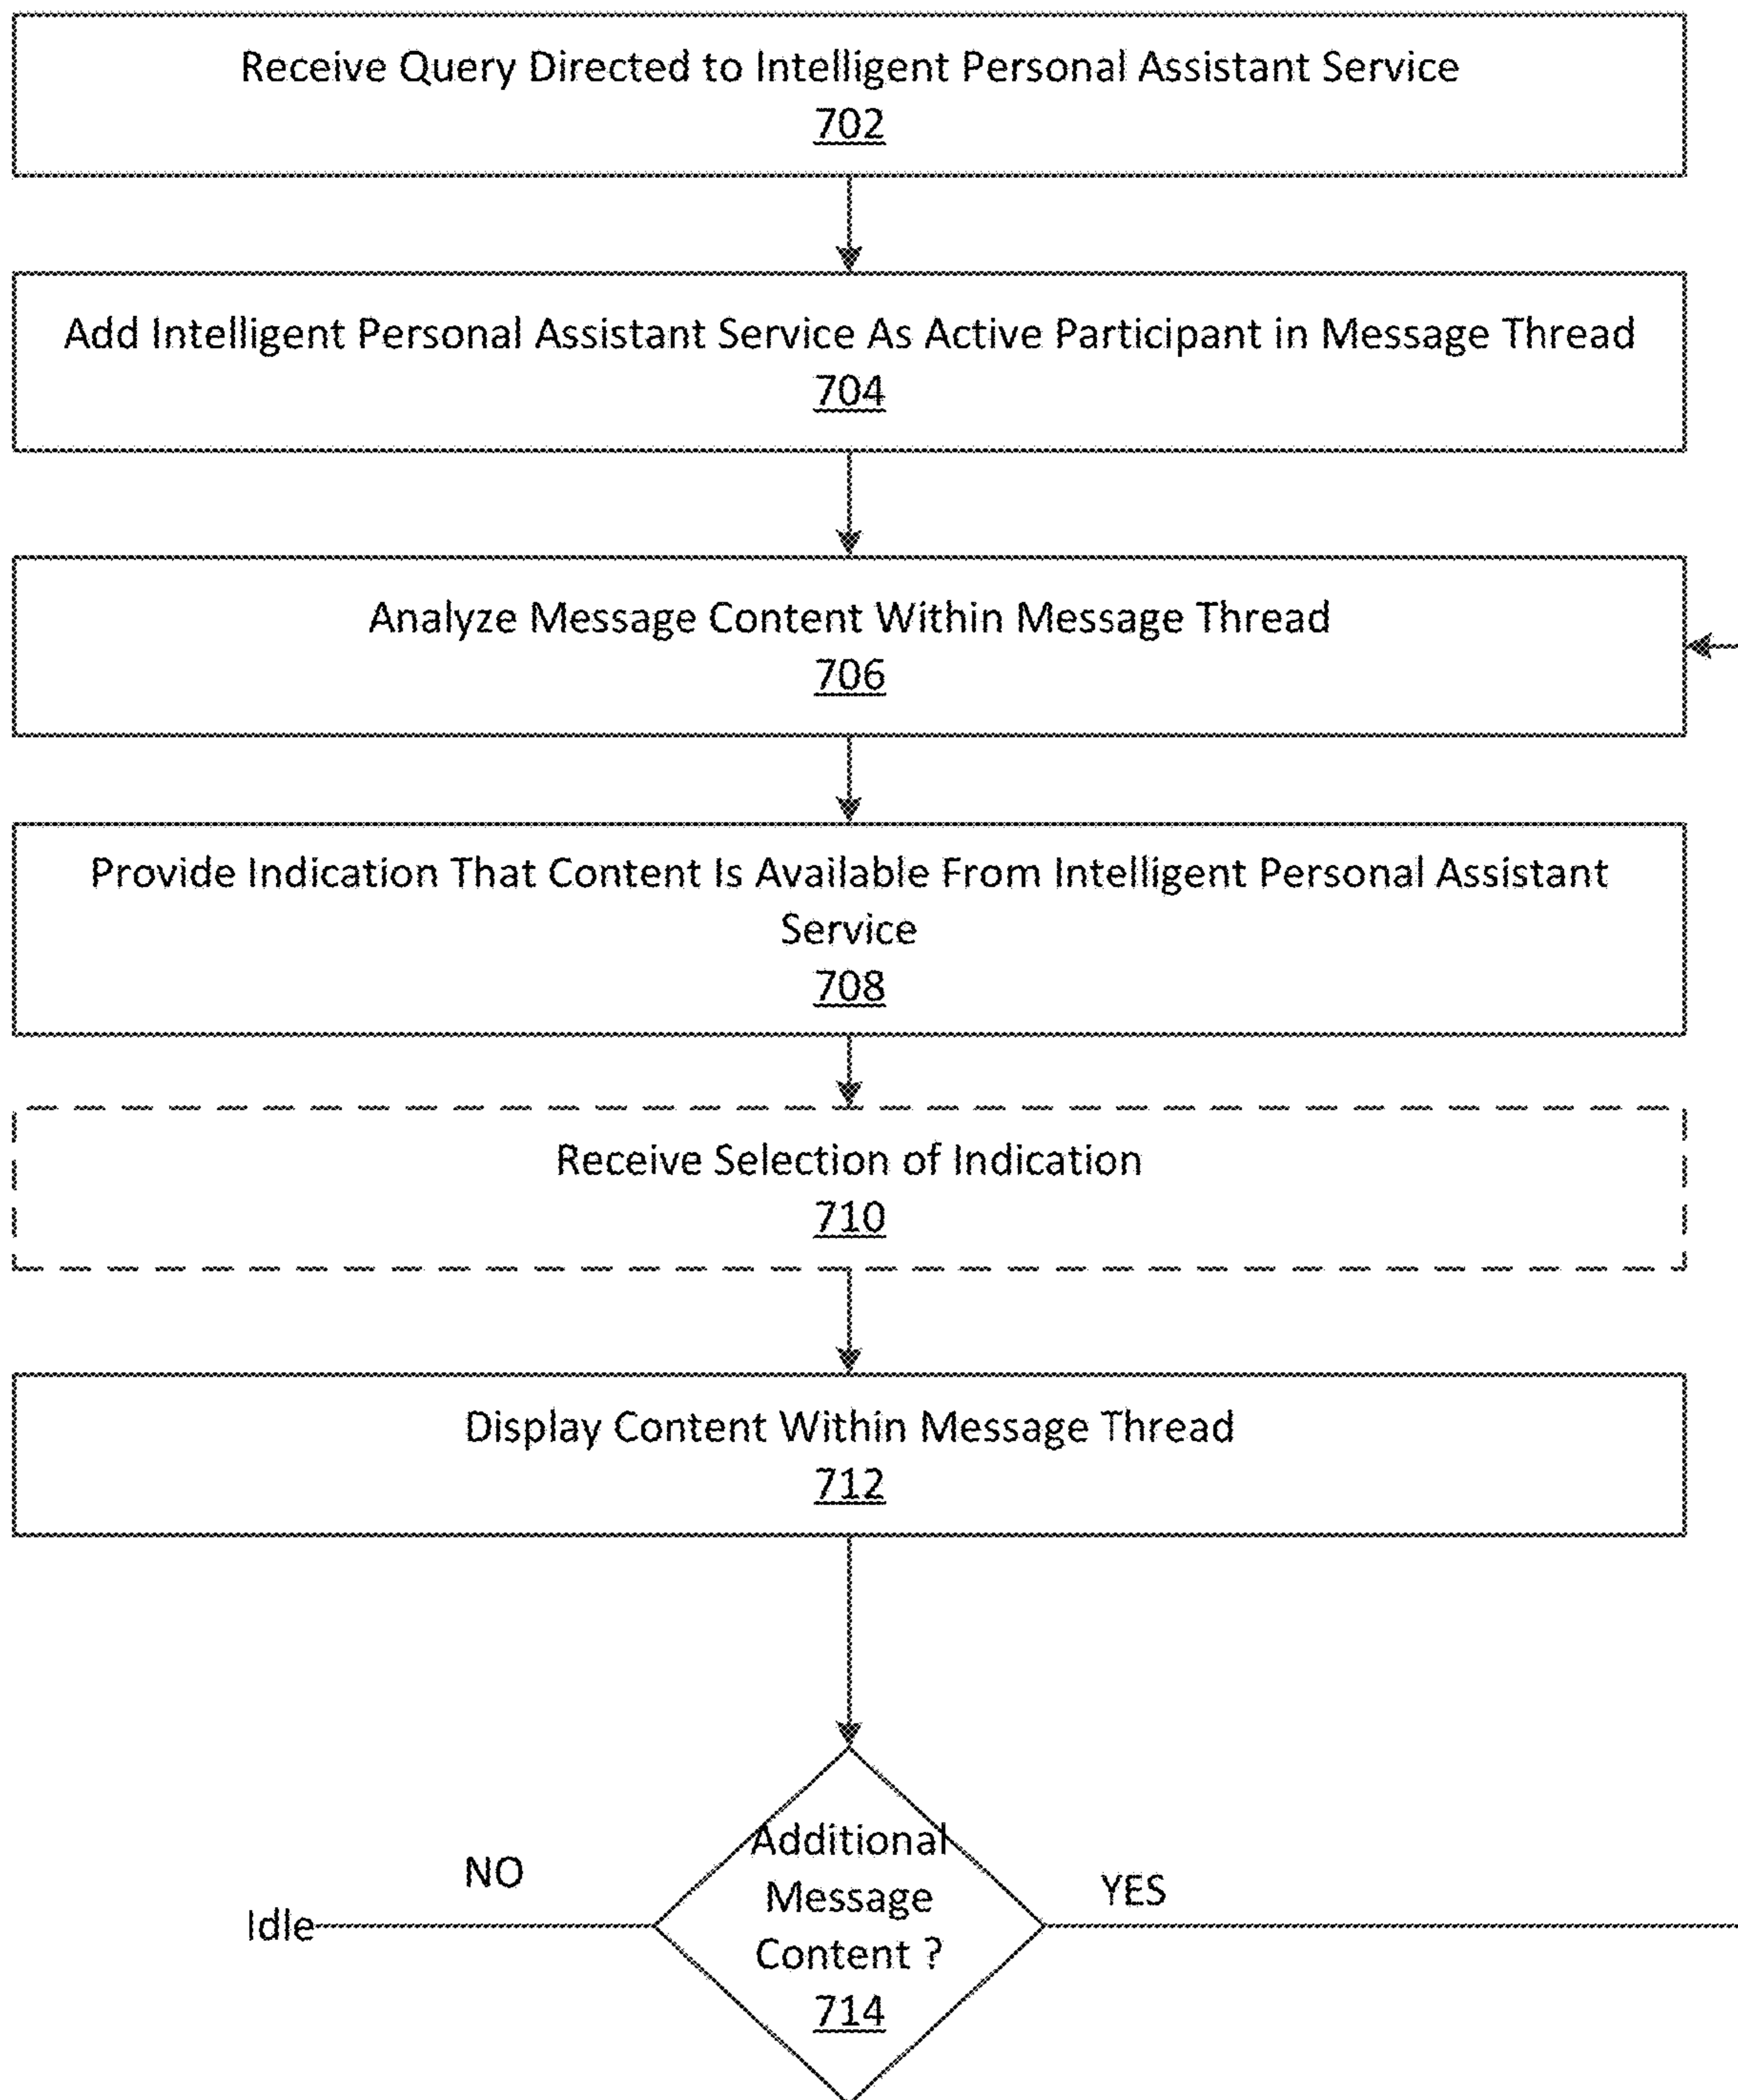 Receive Query Directed to Intelligent Personal Assistant Service
702
Add Intelligent Personal Assistant Service As Active Participant in Message Thread
704
Analyze Message Content Within Message Thread
706
Provide Indication That Content Is Available From Intelligent Personal Assistant
Service
708
Receive Selection of Indication
710
Display Content Within Message Thread
712
Additional
Message
Content ?
714
NO
YES
Idle